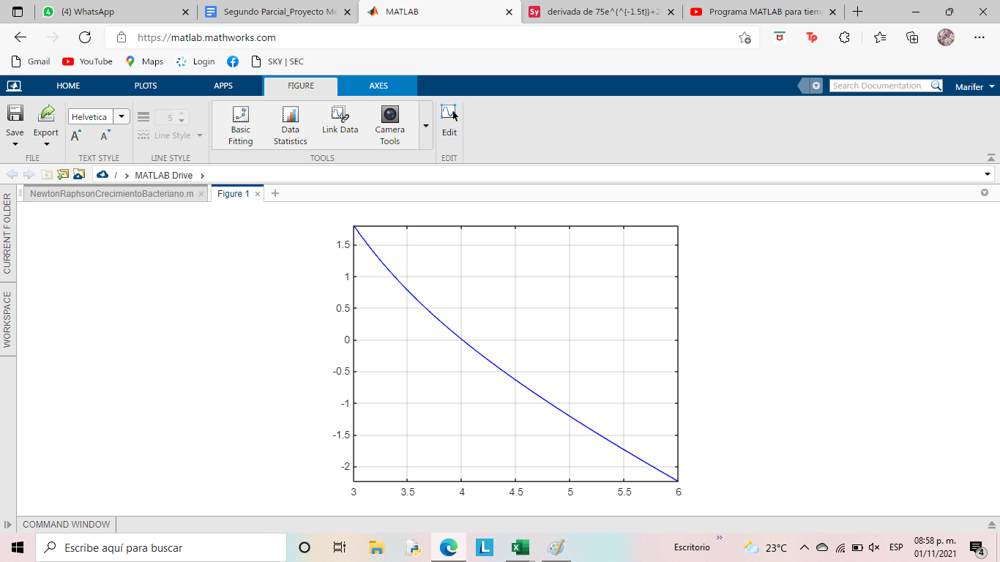 (4) WhatsApp
Segundo Parcial_Proyecto Mé
MATLAB
Sy derivada de 75e^{^{-1.5t}}+2
Programa MATLAB para tiem
https://matlab.mathworks.com
Tp
Gmail YouTube Maps Login SKY | SEC
HOME PLOTS APPS FIGURE AXES Search Documentation Marifer
Save Export Helvetica 5 Line Style
A A
Basic Fitting
Data Statistics
Link Data
Camera Tools
Edit
FILE TEXT STYLE LINE STYLE TOOLS EDIT
/ MATLAB Drive
NewtonRaphsonCrecimientoBacteriano.m Figure 1
CURRENT FOLDER
WORKSPACE
1.5
1
0.5
0
-0.5
-1
-1.5
-2
3 3.5 4 4.5 5 5.5 6
COMMAND WINDOW
Escribe aquí para buscar
L
Escritorio
23°C
ESP
08:58 p. m.
01/11/2021
4